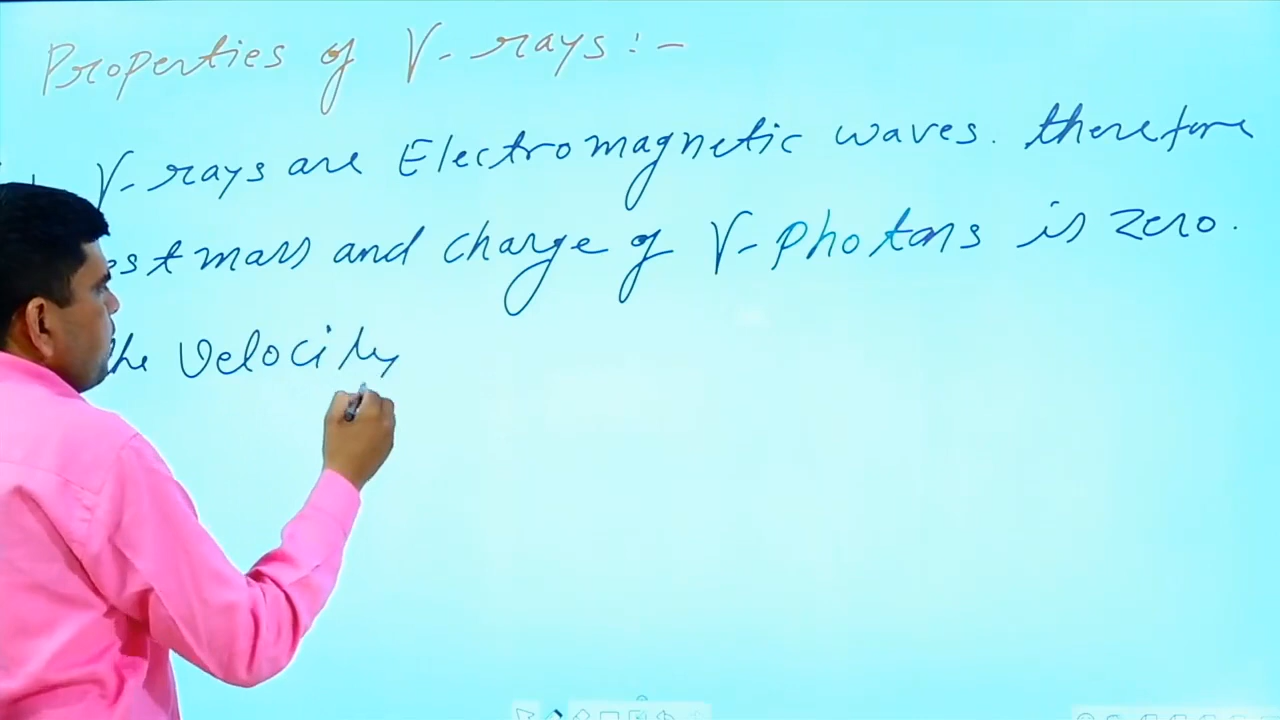 Properties of γ-rays:-
γ-rays are Electromagnetic waves. therefore
est mass and charge of γ-photons is zero.
he velocity